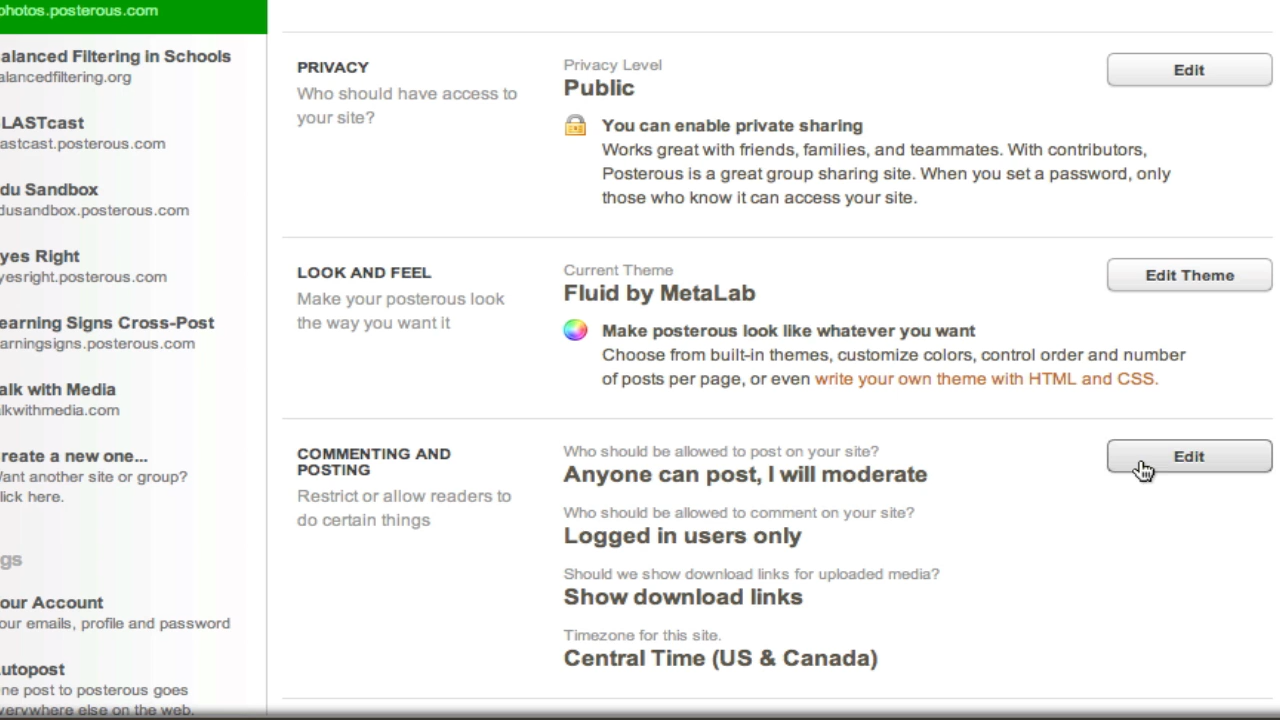 photos.posterous.com
alanced Filtering in Schools
alancedfiltering.org
LASTcast
astcast.posterous.com
du Sandbox
dusandbox.posterous.com
yes Right
yesright.posterous.com
earning Signs Cross-Post
arningsigns.posterous.com
alk with Media
lkwithmedia.com
reate a new one...
Want another site or group?
lick here.
gs
our Account
our emails, profile and password
utopost
ne post to posterous goes
verywhere else on the web.
PRIVACY
Who should have access to
your site?
Privacy Level
Public
You can enable private sharing
Works great with friends, families, and teammates. With contributors,
Posterous is a great group sharing site. When you set a password, only
those who know it can access your site.
Edit
LOOK AND FEEL
Make your posterous look
the way you want it
Current Theme
Fluid by MetaLab
Make posterous look like whatever you want
Choose from built-in themes, customize colors, control order and number
of posts per page, or even write your own theme with HTML and CSS.
Edit Theme
COMMENTING AND
POSTING
Restrict or allow readers to
do certain things
Who should be allowed to post on your site?
Anyone can post, I will moderate
Who should be allowed to comment on your site?
Logged in users only
Should we show download links for uploaded media?
Show download links
Timezone for this site.
Central Time (US & Canada)
Edit